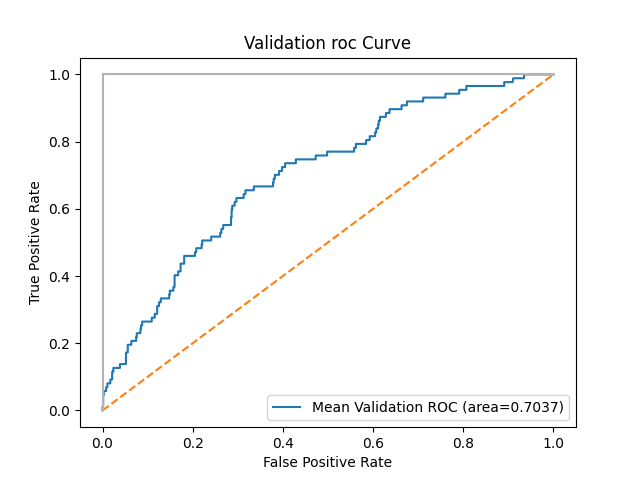 Validation roc Curve
True Positive Rate
1.0
0.8
0.6
0.4
0.2
0.0
Mean Validation ROC (area=0.7037)
0.0 0.2 0.4 0.6 0.8 1.0
False Positive Rate